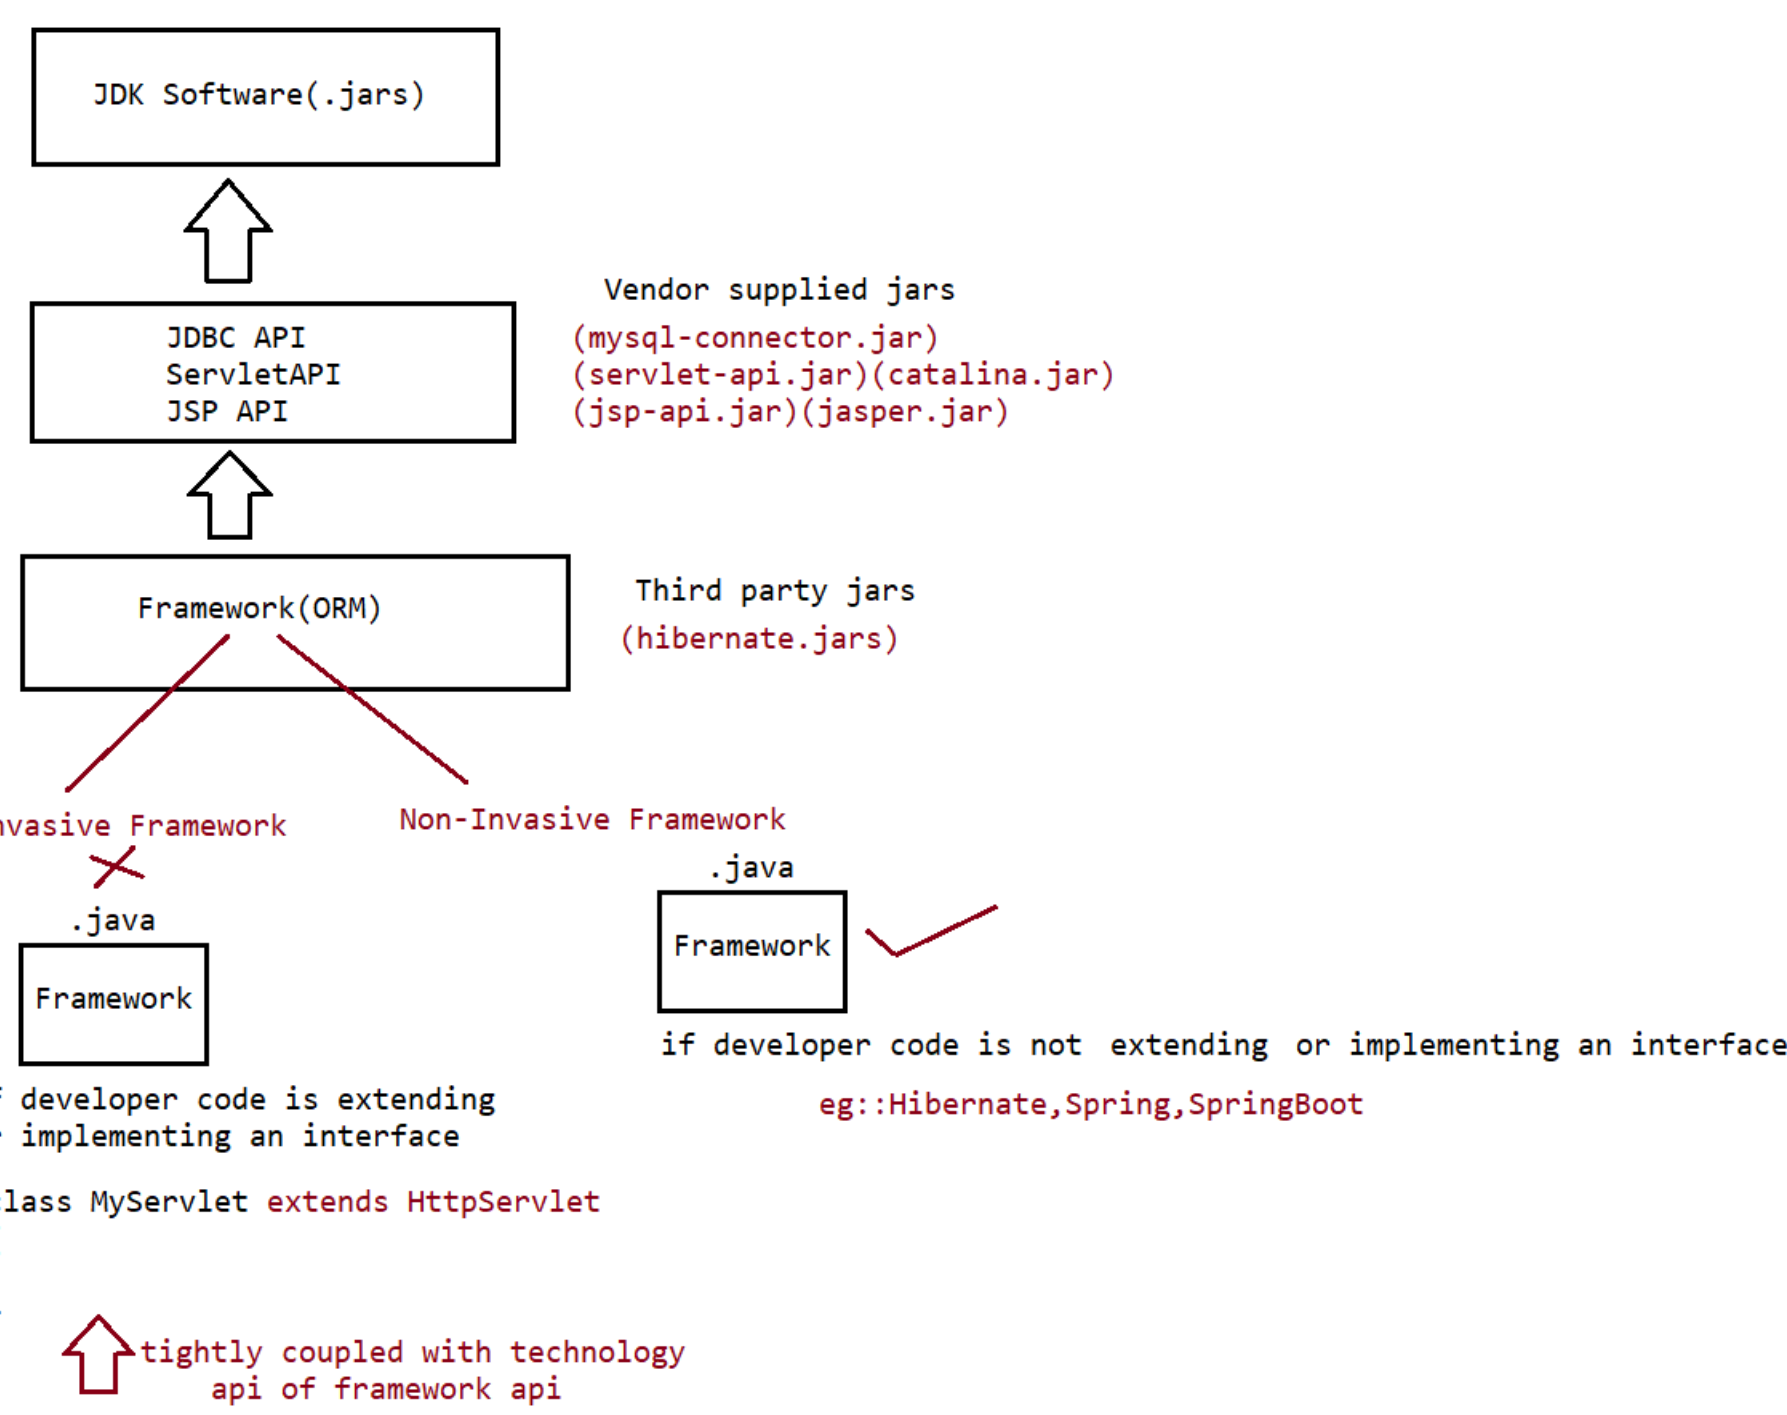 JDK Software(.jars)
Vendor supplied jars
JDBC API
(mysql-connector.jar)
ServletAPI
(servlet-api.jar)(catalina.jar)
JSP API
(jsp-api.jar)(jasper.jar)
Framework(ORM)
Third party jars
(hibernate.jars)
nvasive Framework
Non-Invasive Framework
.java
Framework
if developer code is not extending or implementing an interface
eg::Hibernate,Spring,SpringBoot
.java
Framework
developer code is extending
implementing an interface
class MyServlet extends HttpServlet
tightly coupled with technology
api of framework api